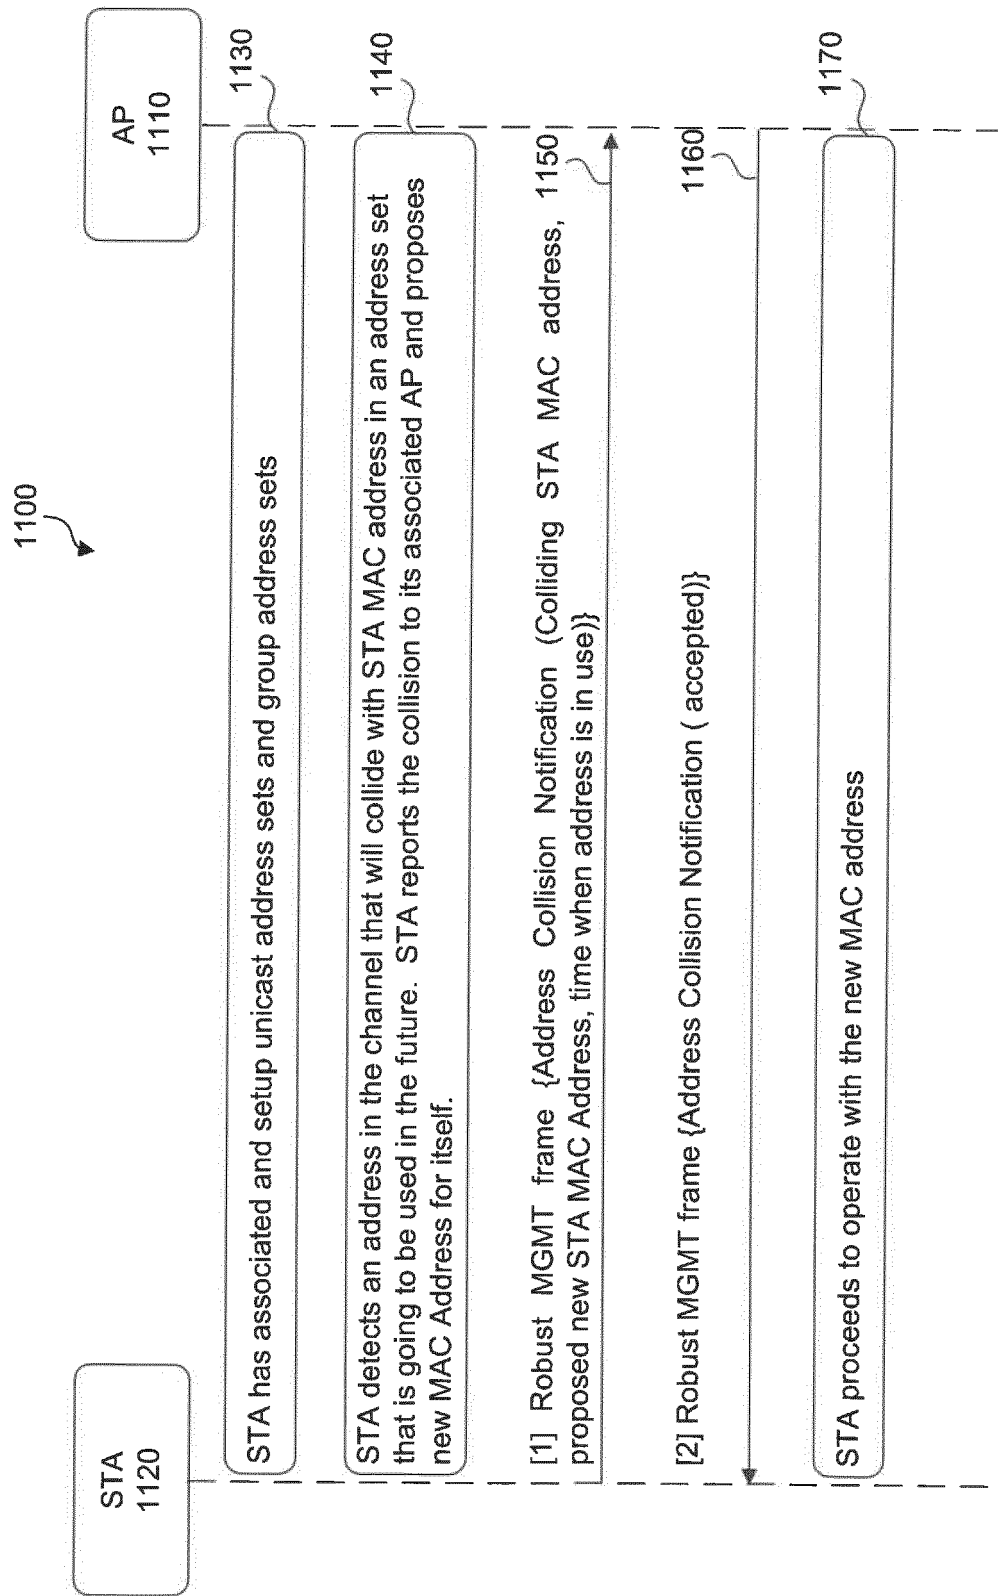 1100
STA
1120
AP
1110
STA has associated and setup unicast address sets and group address sets
1130
STA detects an address in the channel that will collide with STA MAC address in an address set
that is going to be used in the future. STA reports the collision to its associated AP and proposes
new MAC Address for itself.
1140
[1] Robust MGMT frame {Address Collision Notification (Colliding STA MAC address,
proposed new STA MAC Address, time when address is in use)}
1150
[2] Robust MGMT frame {Address Collision Notification ( accepted)}
1160
STA proceeds to operate with the new MAC address
1170